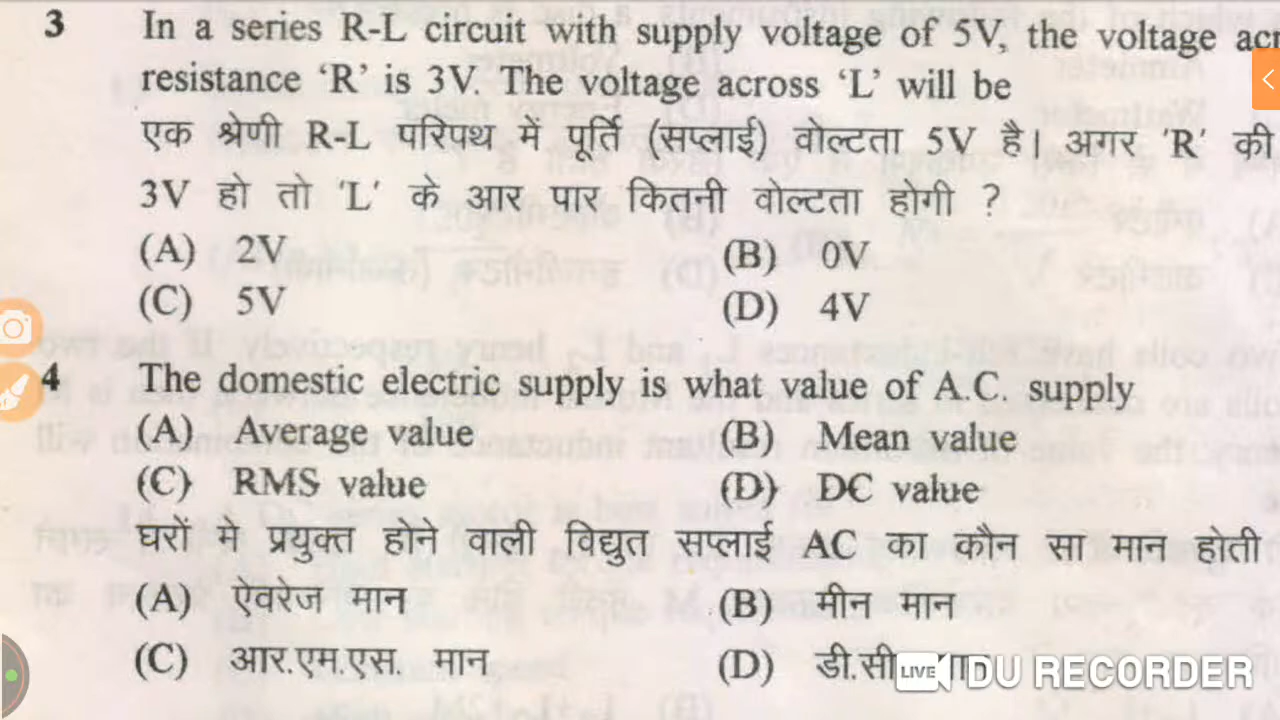 3 In a series R-L circuit with supply voltage of 5V, the voltage
resistance ‘R’ is 3V. The voltage across ‘L’ will be
एक श्रेणी R-L परिपथ में पूर्ति (सप्लाई) वोल्टता 5V है। अगर ‘R’ की
3V हो तो ‘L’ के आर पार कितनी वोल्टता होगी ?
(A) 2V (B) 0V
(C) 5V (D) 4V
4 The domestic electric supply is what value of A.C. supply
(A) Average value (B) Mean value
(C) RMS value (D) DC value
घरों मे प्रयुक्त होने वाली विद्युत सप्लाई AC का कौन सा मान होती
(A) ऐवरेज मान (B) मीन मान
(C) आर.एम.एस. मान (D) डी.सी.
LIVE DU RECORDER